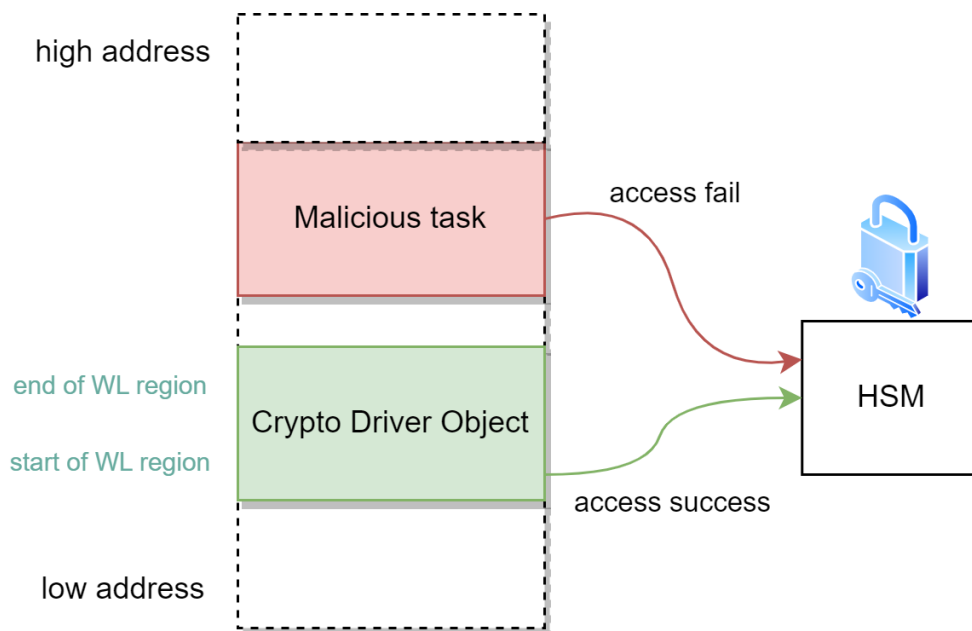 high address
Malicious task
access fail
end of WL region
HSM
Crypto Driver Object
start of WL region
access success
low address